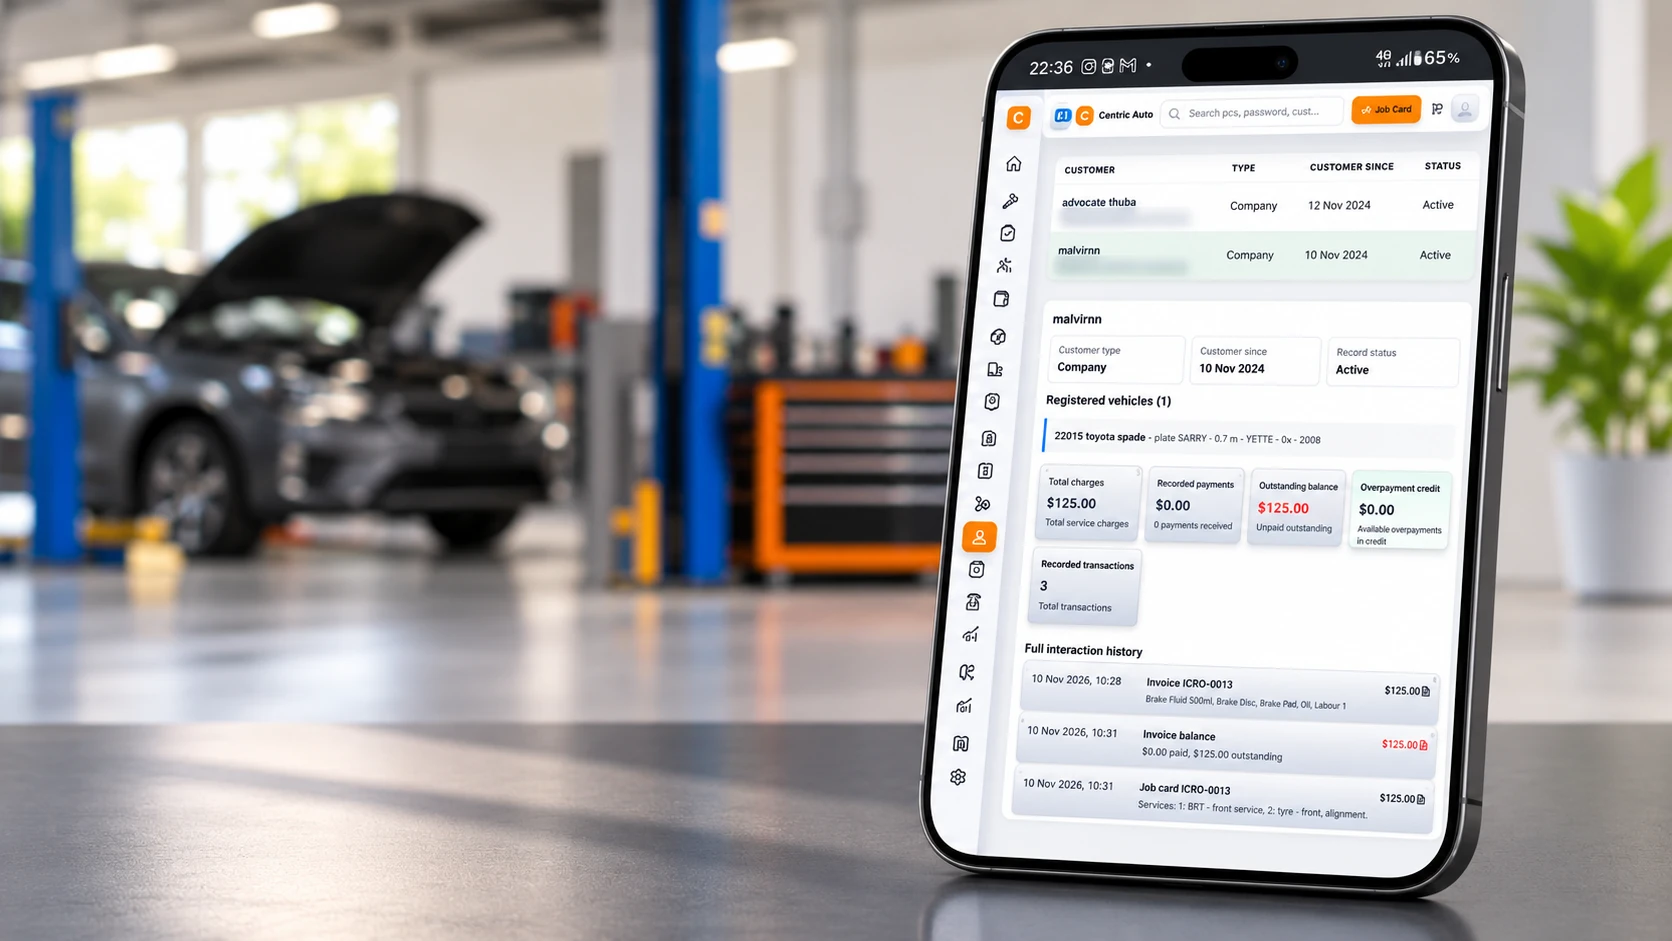 22:36
65%
C
C Centric Auto
Search pcs, password, cust...
Job Card
CUSTOMER TYPE CUSTOMER SINCE STATUS
advocate thuba Company 12 Nov 2024 Active
malvirnn Company 10 Nov 2024 Active
malvirnn
Customer type
Company
Customer since
10 Nov 2024
Record status
Active
Registered vehicles (1)
22015 toyota spade - plate SARRY - 0.7 m - YETTE - 0x - 2008
Total charges
$125.00
Total service charges
Recorded payments
$0.00
0 payments received
Outstanding balance
$125.00
Unpaid outstanding
Overpayment credit
$0.00
Available overpayments
in credit
Recorded transactions
3
Total transactions
Full interaction history
10 Nov 2026, 10:28 Invoice ICRO-0013 $125.00
Brake Fluid 500ml, Brake Disc, Brake Pad, Oll, Labour 1
10 Nov 2026, 10:31 Invoice balance $125.00
$0.00 paid, $125.00 outstanding
10 Nov 2026, 10:31 Job card ICRO-0013 $125.00
Services: 1: BRT - front service, 2: tyre - front, alignment.